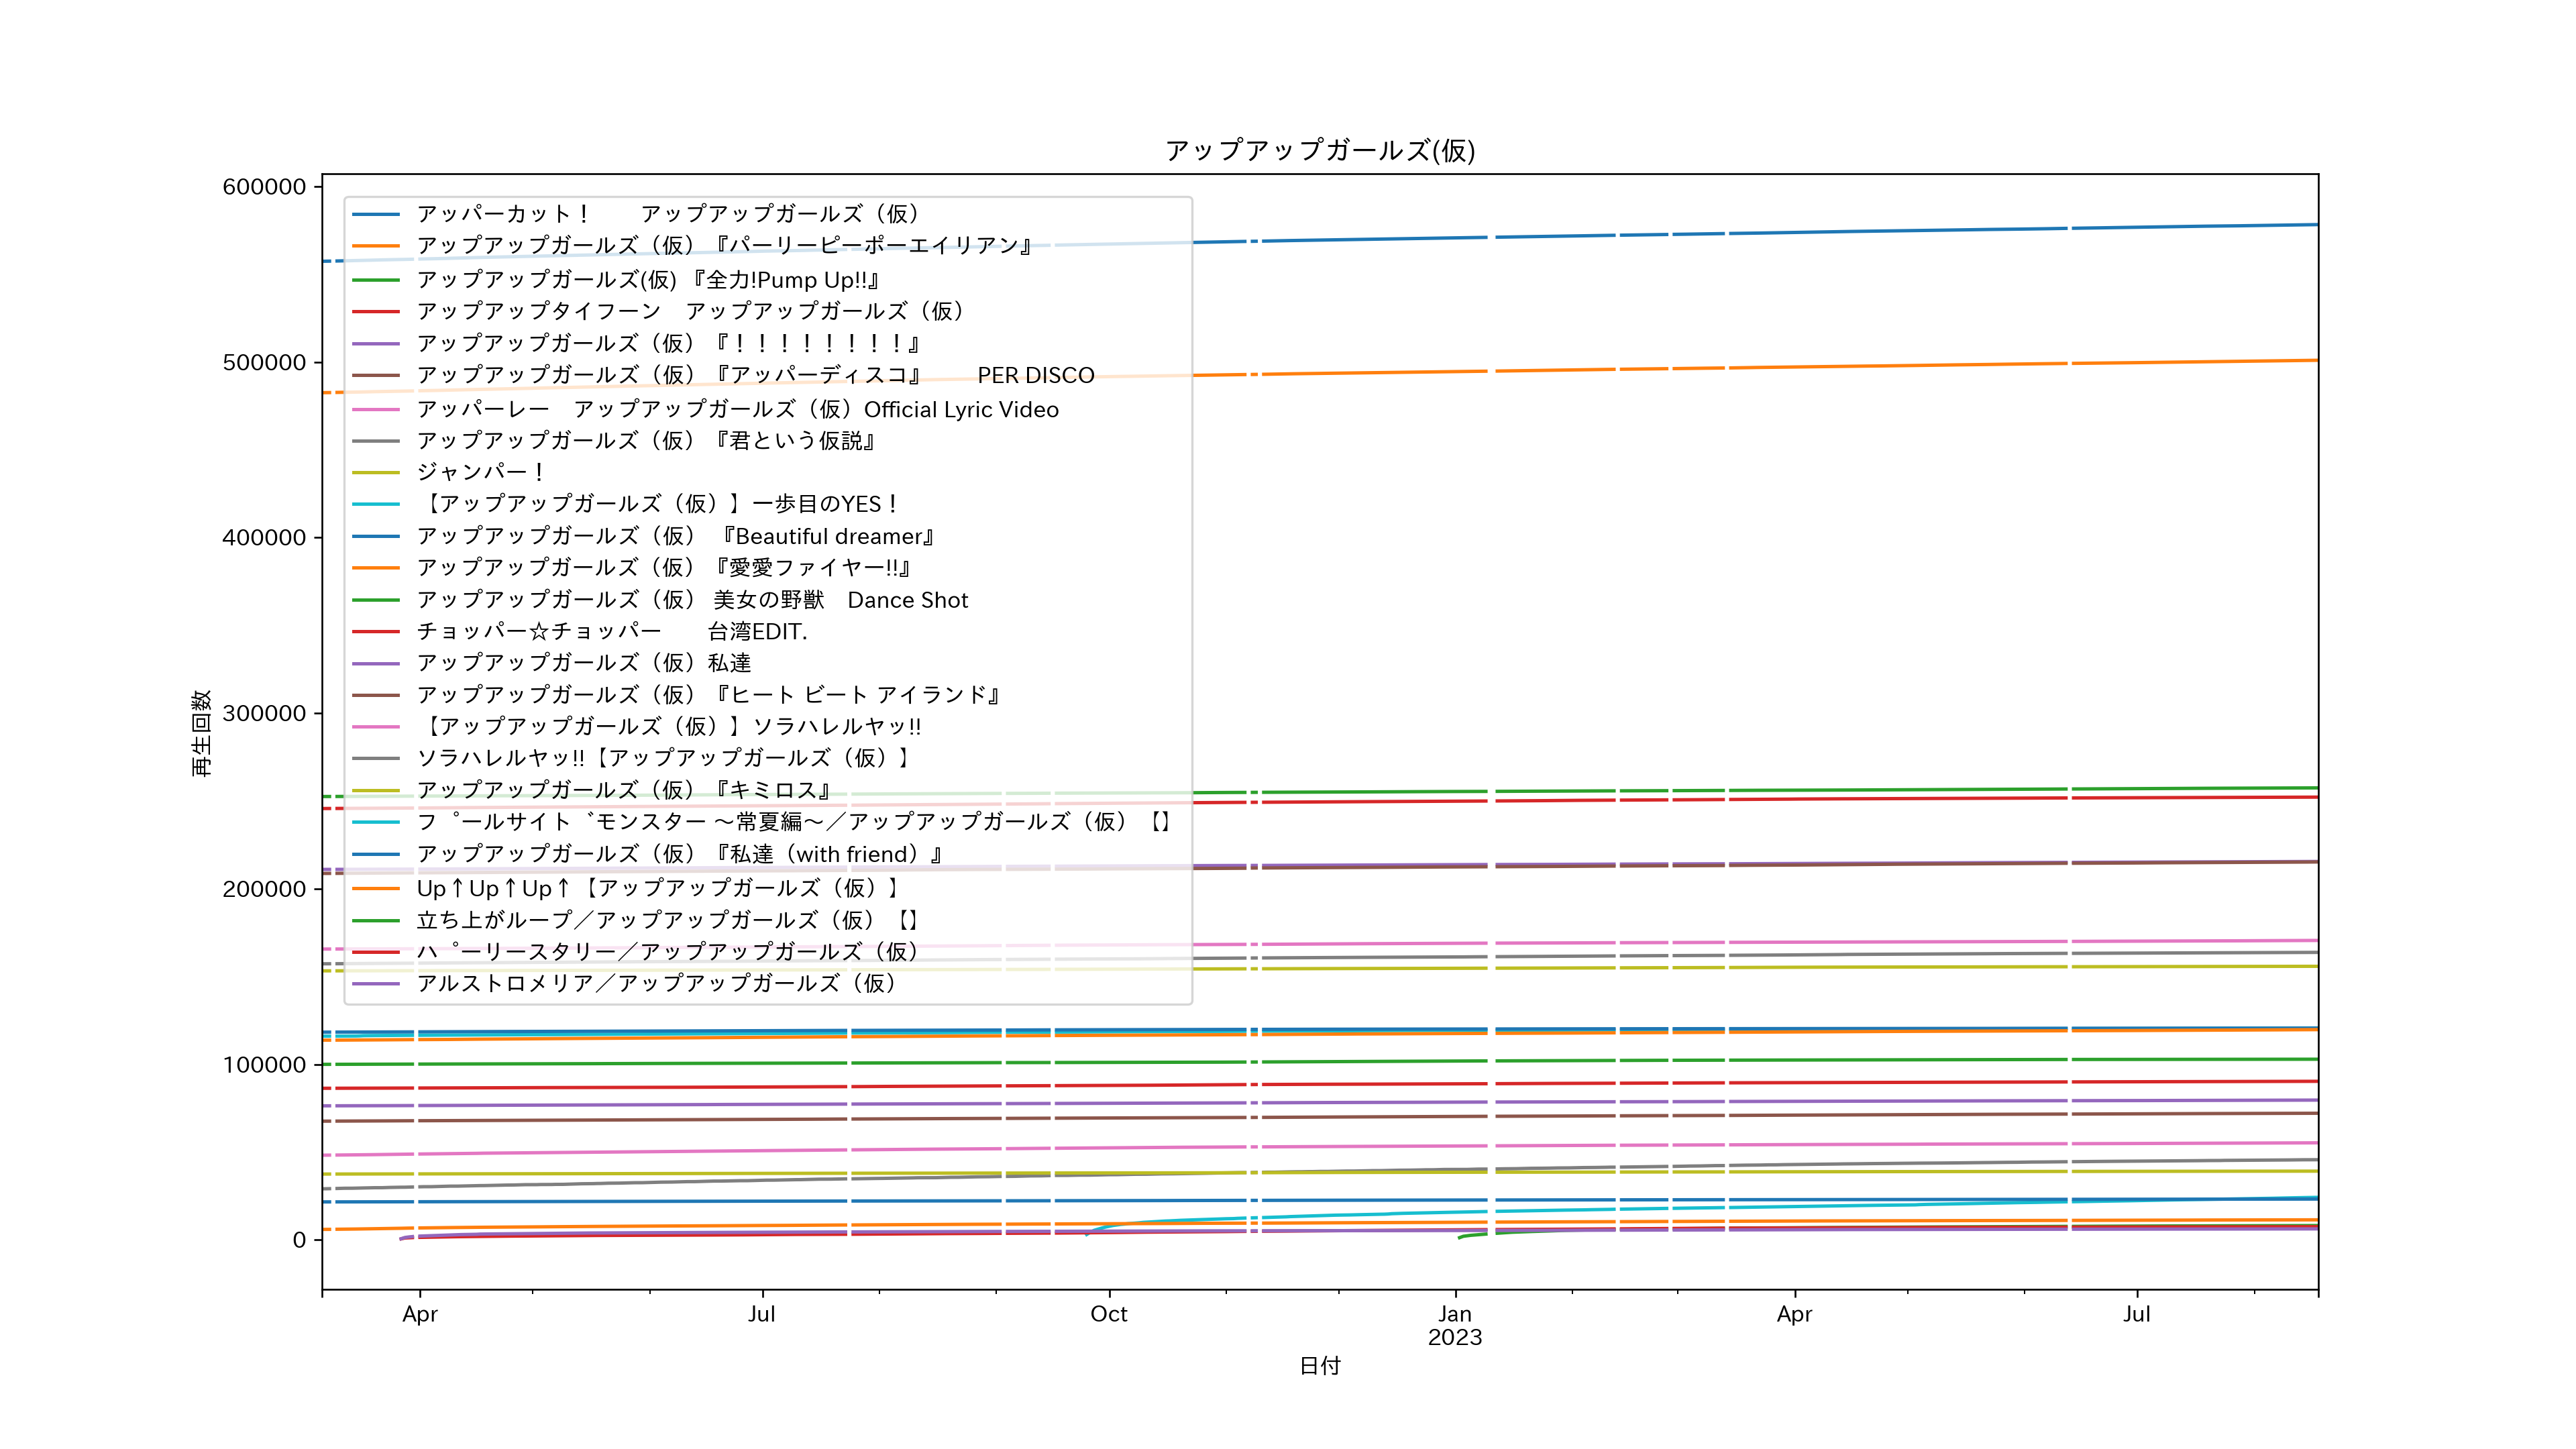 アップアップガールズ(仮)
600000
500000
400000
300000
200000
100000
0
再生回数
アッパーカット！　　アップアップガールズ（仮）
アップアップガールズ（仮）『パーリーピーポーエイリアン』
アップアップガールズ(仮) 『全力!Pump Up!!』
アップアップタイフーン　アップアップガールズ（仮）
アップアップガールズ（仮）『！！！！！！！！』
アップアップガールズ（仮）『アッパーディスコ』　　PER DISCO
アッパーレー　アップアップガールズ（仮）Official Lyric Video
アップアップガールズ（仮）『君という仮説』
ジャンパー！
【アップアップガールズ（仮）】一歩目のYES！
アップアップガールズ（仮） 『Beautiful dreamer』
アップアップガールズ（仮）『愛愛ファイヤー!!』
アップアップガールズ（仮） 美女の野獣　Dance Shot
チョッパー☆チョッパー　　台湾EDIT.
アップアップガールズ（仮）私達
アップアップガールズ（仮）『ヒート ビート アイランド』
【アップアップガールズ（仮）】ソラハレルヤッ!!
ソラハレルヤッ!!【アップアップガールズ（仮）】
アップアップガールズ（仮）『キミロス』
フ゜ールサイト゛モンスター 〜常夏編〜／アップアップガールズ（仮）【】
アップアップガールズ（仮）『私達（with friend）』
Up↑Up↑Up↑【アップアップガールズ（仮）】
立ち上がループ／アップアップガールズ（仮）【】
ハ゜ーリースタリー／アップアップガールズ（仮）
アルストロメリア／アップアップガールズ（仮）
Apr
Jul
Oct
Jan
2023
Apr
Jul
日付